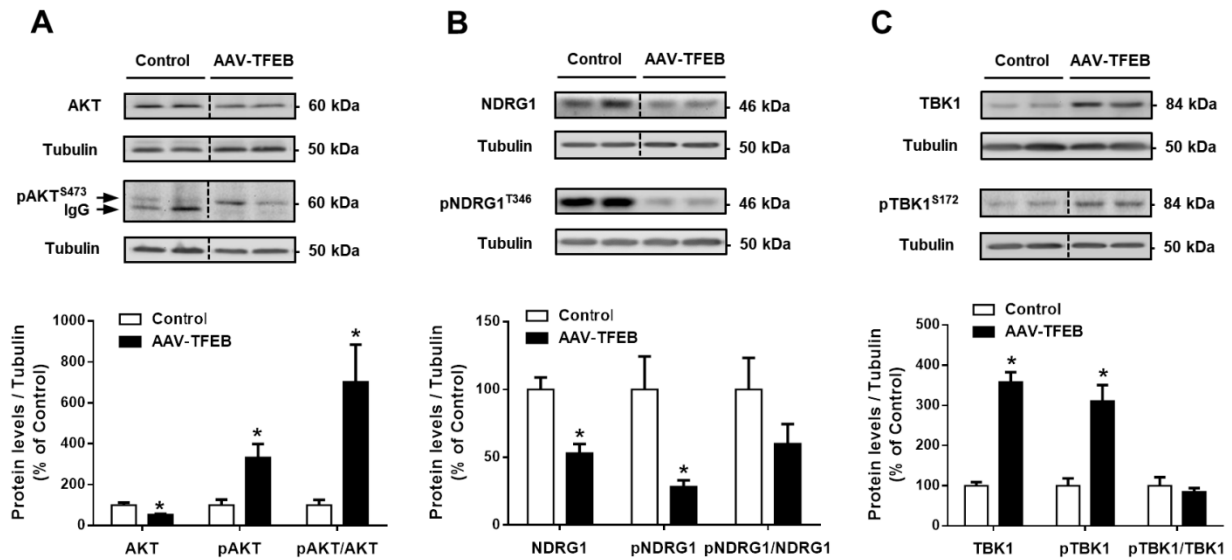 A
Control AAV-TFEB
AKT 60 kDa
Tubulin 50 kDa
pAKTS473
IgG 60 kDa
Tubulin 50 kDa
Protein levels / Tubulin
(% of Control)
1000
800
600
400
200
100
0
Control
AAV-TFEB
*
*
*
AKT pAKT pAKT/AKT
B
Control AAV-TFEB
NDRG1 46 kDa
Tubulin 50 kDa
pNDRG1T346 46 kDa
Tubulin 50 kDa
Protein levels / Tubulin
(% of Control)
150
100
50
0
Control
AAV-TFEB
*
*
NDRG1 pNDRG1 pNDRG1/NDRG1
C
Control AAV-TFEB
TBK1 84 kDa
Tubulin 50 kDa
pTBK1S172 84 kDa
Tubulin 50 kDa
Protein levels / Tubulin
(% of Control)
500
400
300
200
100
0
Control
AAV-TFEB
*
*
TBK1 pTBK1 pTBK1/TBK1